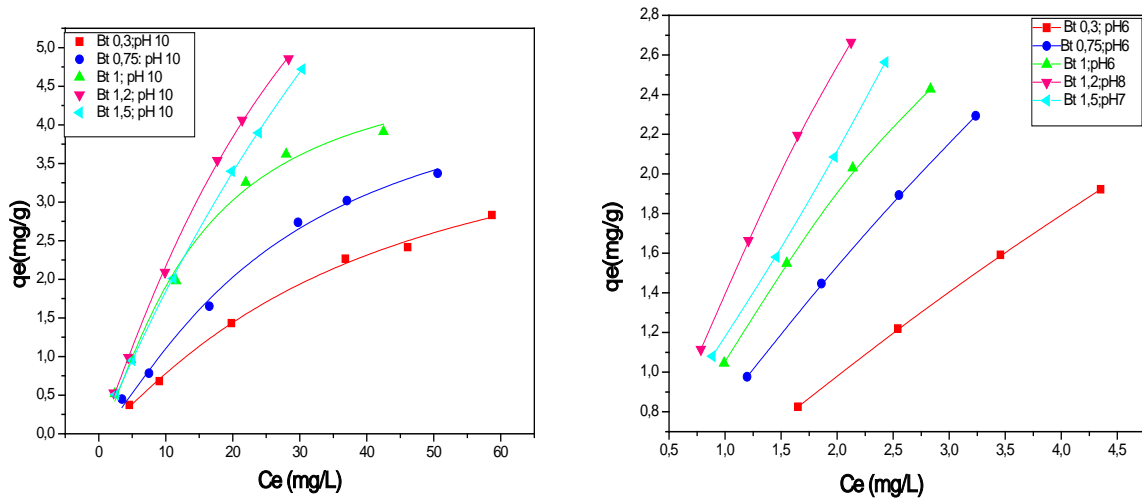 Bt 0,3;pH 10
Bt 0,75: pH 10
Bt 1; pH 10
Bt 1,2; pH 10
Bt 1,5; pH 10
5,0
4,5
4,0
3,5
3,0
2,5
2,0
1,5
1,0
0,5
0,0
qe(mg/g)
0 10 20 30 40 50 60
Ce (mg/L)
Bt 0,3; pH6
Bt 0,75;pH6
Bt 1;pH6
Bt 1,2;pH8
Bt 1,5;pH7
2,8
2,6
2,4
2,2
2,0
1,8
1,6
1,4
1,2
1,0
0,8
qe(mg/g)
0,5 1,0 1,5 2,0 2,5 3,0 3,5 4,0 4,5
Ce (mg/L)